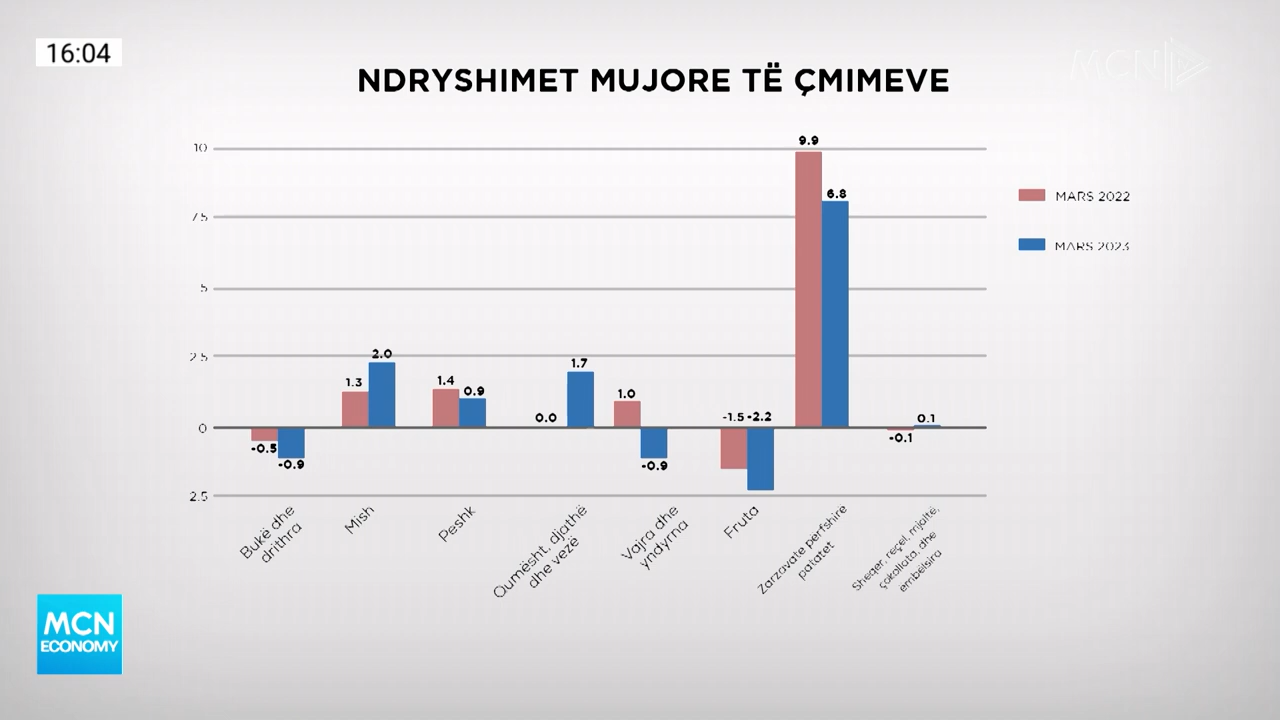 16:04
MCN
NDRYSHIMET MUJORE TË ÇMIMEVE
10
7.5
5
2.5
0
2.5
-0.5
-0.9
1.3
2.0
1.4
0.9
0.0
1.7
1.0
-0.9
-1.5
-2.2
9.9
6.8
-0.1
0.1
MARS 2022
MARS 2023
Bukë dhe
drithra
Mish
Peshk
Qumësht, djathë
dhe vezë
Vajra dhe
yndyrna
Fruta
Zarzavate përfshire
patatet
Sheqer, reçel, mjaltë,
çokollata, dhe
ëmbëlsira
MCN
ECONOMY